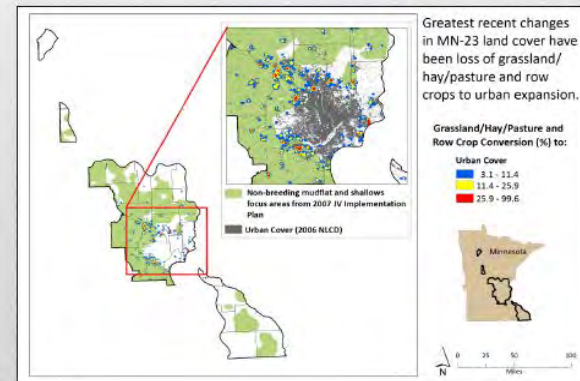 Greatest recent changes
in MN-23 land cover have
been loss of grassland/
hay/pasture and row
crops to urban expansion.
Grassland/Hay/Pasture and
Row Crop Conversion (%) to:
Urban Cover
3.1 - 11.4
11.4 - 25.9
25.9 - 99.6
Non-breeding mudflat and shallows
focus areas from 2007 JV Implementation
Plan
Urban Cover (2006 NLCD)
Minnesota
N
0 25 50 100
Miles